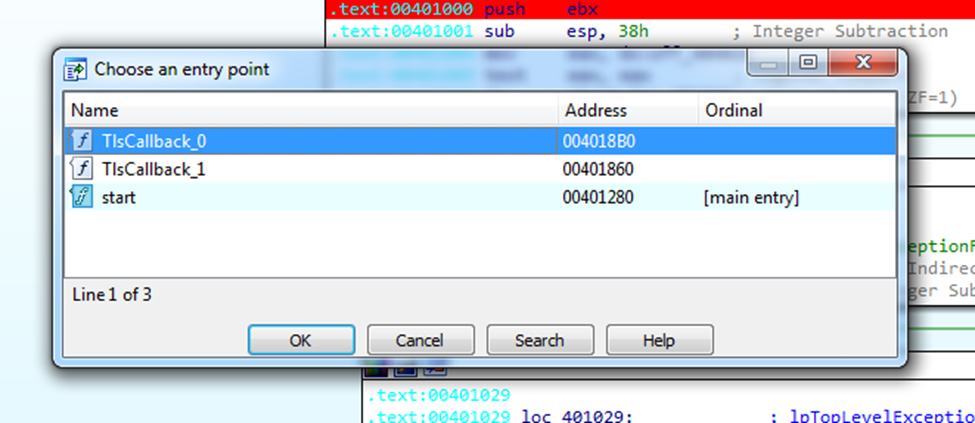 .text:00401000 push ebx
.text:00401001 sub esp, 38h ; Integer Subtraction
Choose an entry point
ZF=1)
Name Address Ordinal
TlsCallback_0 004018B0
TlsCallback_1 00401860
start 00401280 [main entry]
eptionF
Indirec
ger Sub
Line 1 of 3
OK Cancel Search Help
.text:00401029
.text:00401029 loc_401029: ; lpTopLevelExceptio